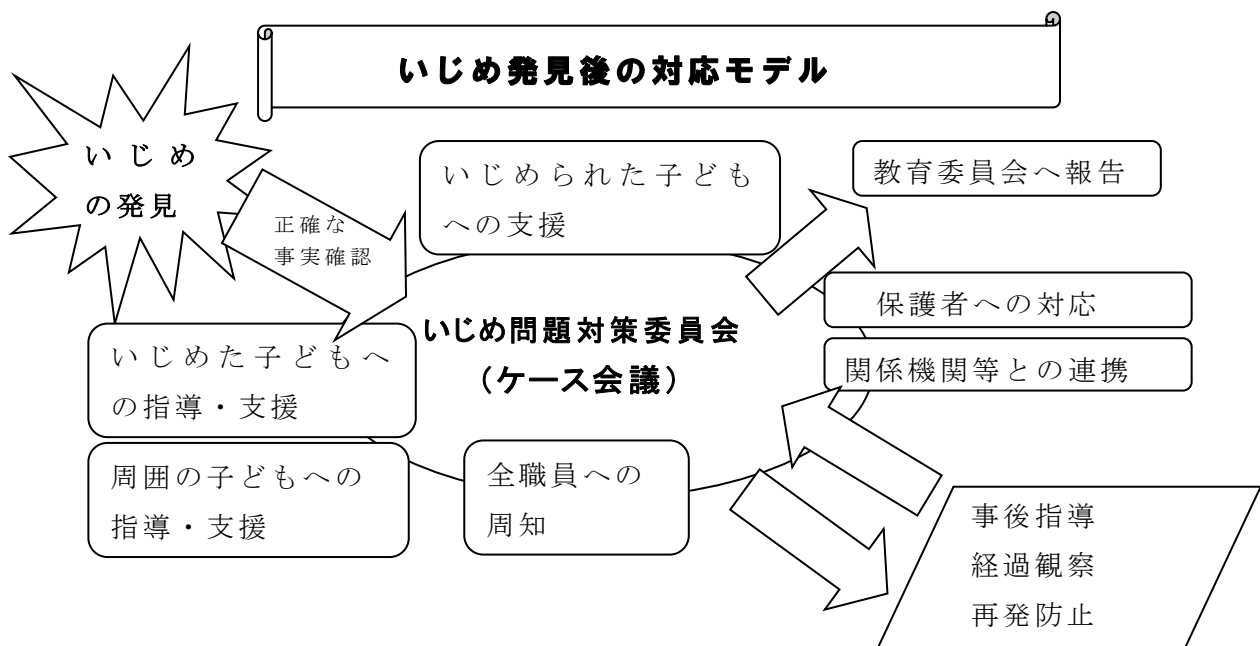 いじめ発見後の対応モデル
いじめ
の発見
正確な
事実確認
いじめられた子ども
への支援
教育委員会へ報告
保護者への対応
関係機関等との連携
いじめ問題対策委員会
（ケース会議）
いじめた子どもへ
の指導・支援
周囲の子どもへの
指導・支援
全職員への
周知
事後指導
経過観察
再発防止